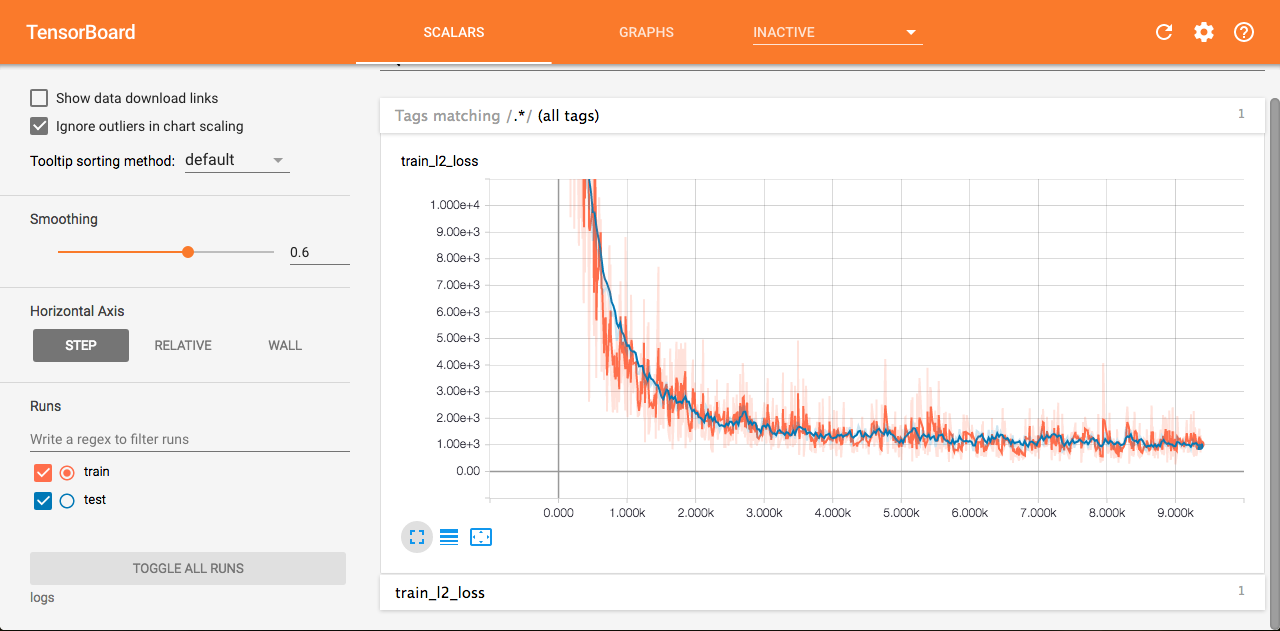 TensorBoard
SCALARS
GRAPHS
INACTIVE
Show data download links
Ignore outliers in chart scaling
Tooltip sorting method: default
Smoothing
0.6
Horizontal Axis
STEP RELATIVE WALL
Runs
Write a regex to filter runs
train
test
TOGGLE ALL RUNS
logs
Tags matching /.*/ (all tags) 1
train_l2_loss
1.000e+4
9.00e+3
8.00e+3
7.00e+3
6.00e+3
5.00e+3
4.00e+3
3.00e+3
2.00e+3
1.00e+3
0.00
0.000 1.000k 2.000k 3.000k 4.000k 5.000k 6.000k 7.000k 8.000k 9.000k
train_l2_loss 1